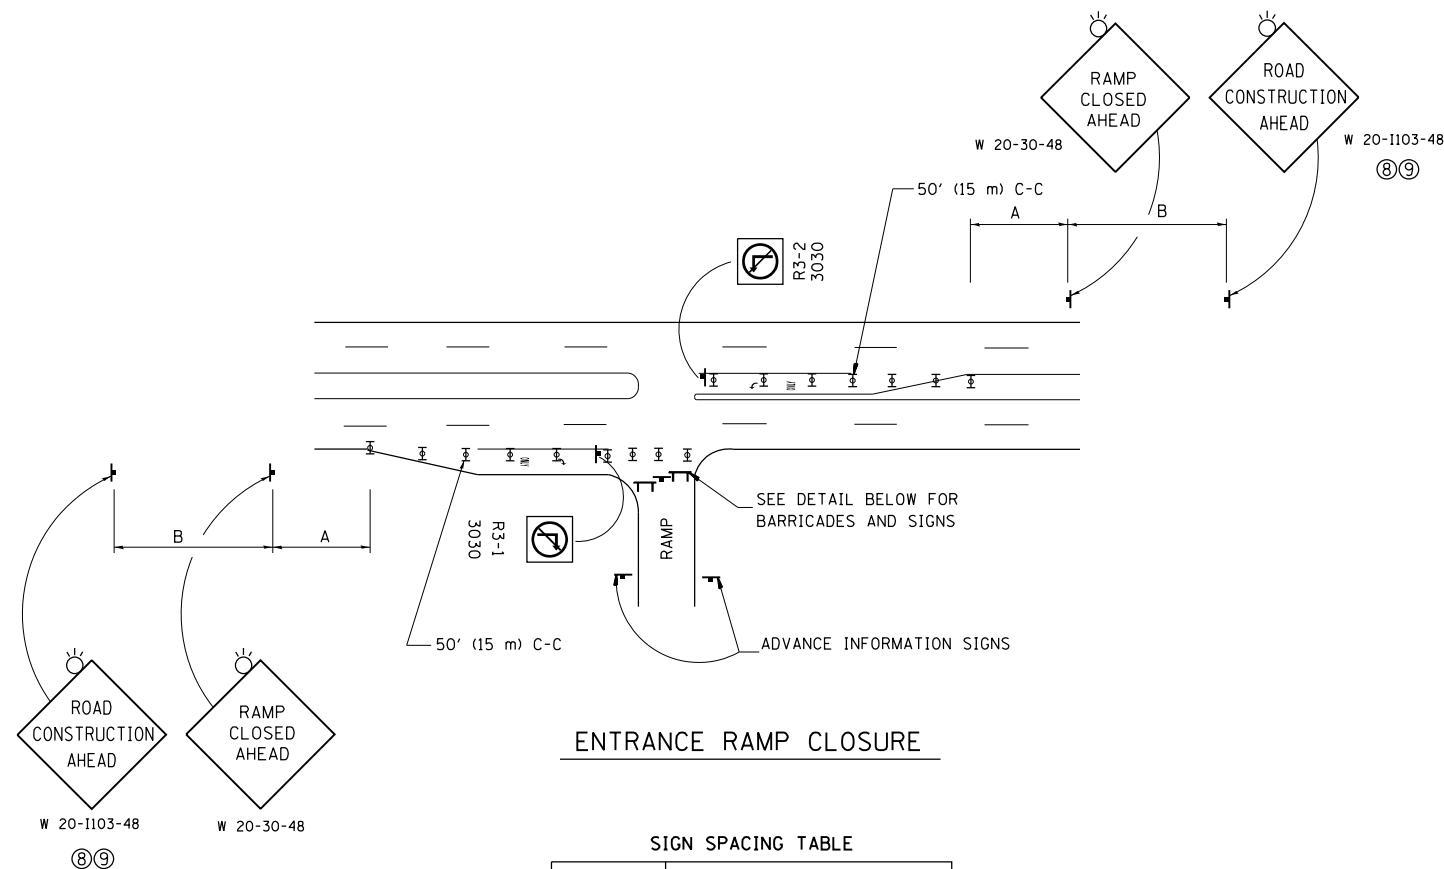 RAMP
CLOSED
AHEAD
W 20-30-48
ROAD
CONSTRUCTION
AHEAD
W 20-I103-48
⑧⑨
50' (15 m) C-C
A
B
R3-2
3030
ONLY
ONLY
B
A
R3-1
3030
RAMP
SEE DETAIL BELOW FOR
BARRICADES AND SIGNS
50' (15 m) C-C
ADVANCE INFORMATION SIGNS
ROAD
CONSTRUCTION
AHEAD
W 20-I103-48
⑧⑨
RAMP
CLOSED
AHEAD
W 20-30-48
ENTRANCE RAMP CLOSURE
SIGN SPACING TABLE